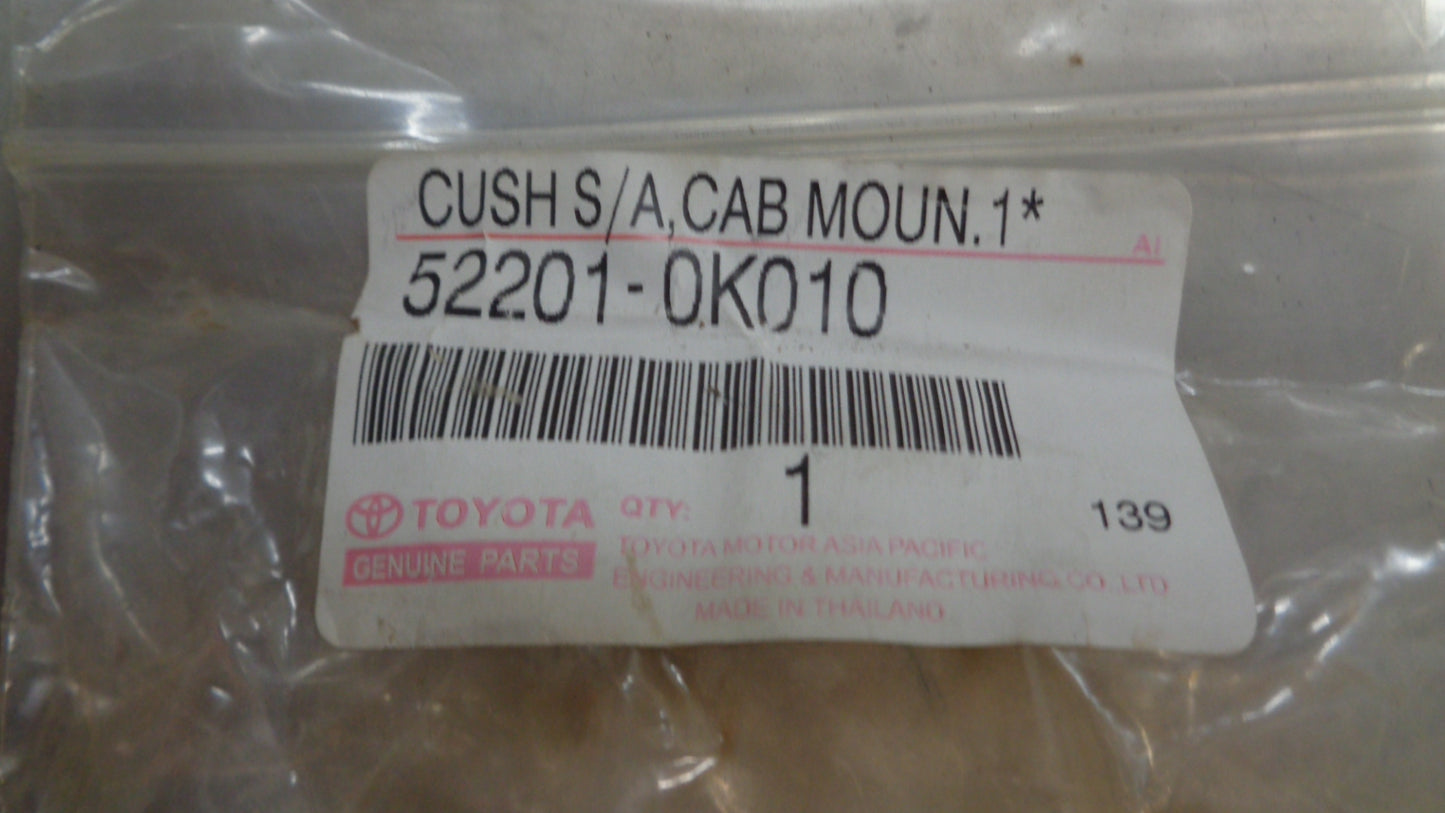 CUSH S/A,CAB MOUN.1*
AI
52201-0K010
1
TOYOTA QTY: 139
GENUINE PARTS
TOYOTA MOTOR ASIA PACIFIC
ENGINEERING & MANUFACTURING CO.,LTD
MADE IN THAILAND